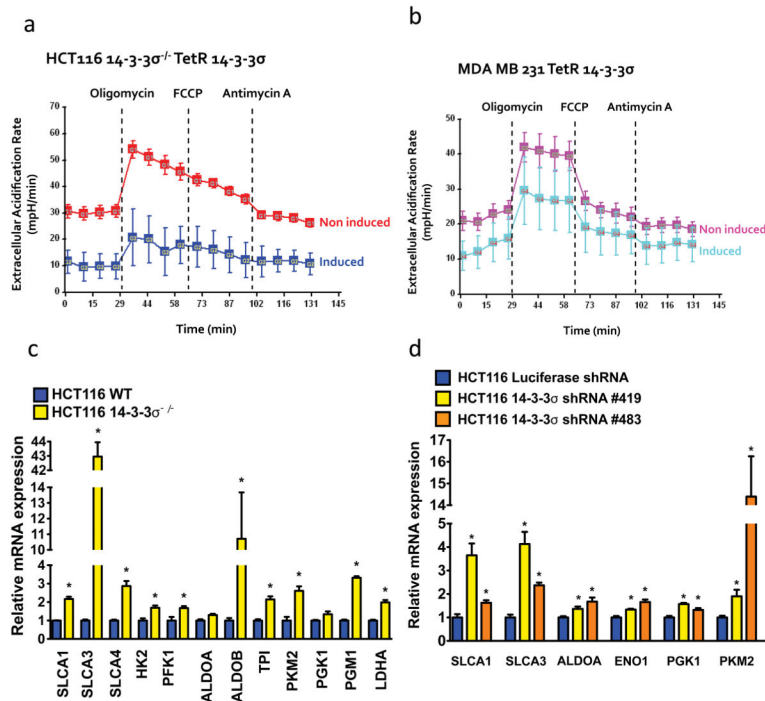 a
HCT116 14-3-3σ-/- TetR 14-3-3σ
Oligomycin FCCP Antimycin A
Extracellular Acidification Rate
(mpH/min)
70
60
50
40
30
20
10
0
Non induced
Induced
0 15 29 44 58 73 87 102 116 131 145
Time (min)
b
MDA MB 231 TetR 14-3-3σ
Oligomycin FCCP Antimycin A
Extracellular Acidification Rate
(mpH/min)
50
40
30
20
10
0
Non induced
Induced
0 15 29 44 58 73 87 102 116 131 145
Time (min)
c
HCT116 WT
HCT116 14-3-3σ-/-
Relative mRNA expression
44
43
42
14
13
12
11
10
4
3
2
1
0
* * * * * * * * * *
SLCA1 SLCA3 SLCA4 HK2 PFK1 ALDOA ALDOB TPI PKM2 PGK1 PGM1 LDHA
d
HCT116 Luciferase shRNA
HCT116 14-3-3σ shRNA #419
HCT116 14-3-3σ shRNA #483
Relative mRNA expression
17
16
14
14
5
4
2
1
0
* * * * * * * * * * * *
SLCA1 SLCA3 ALDOA ENO1 PGK1 PKM2